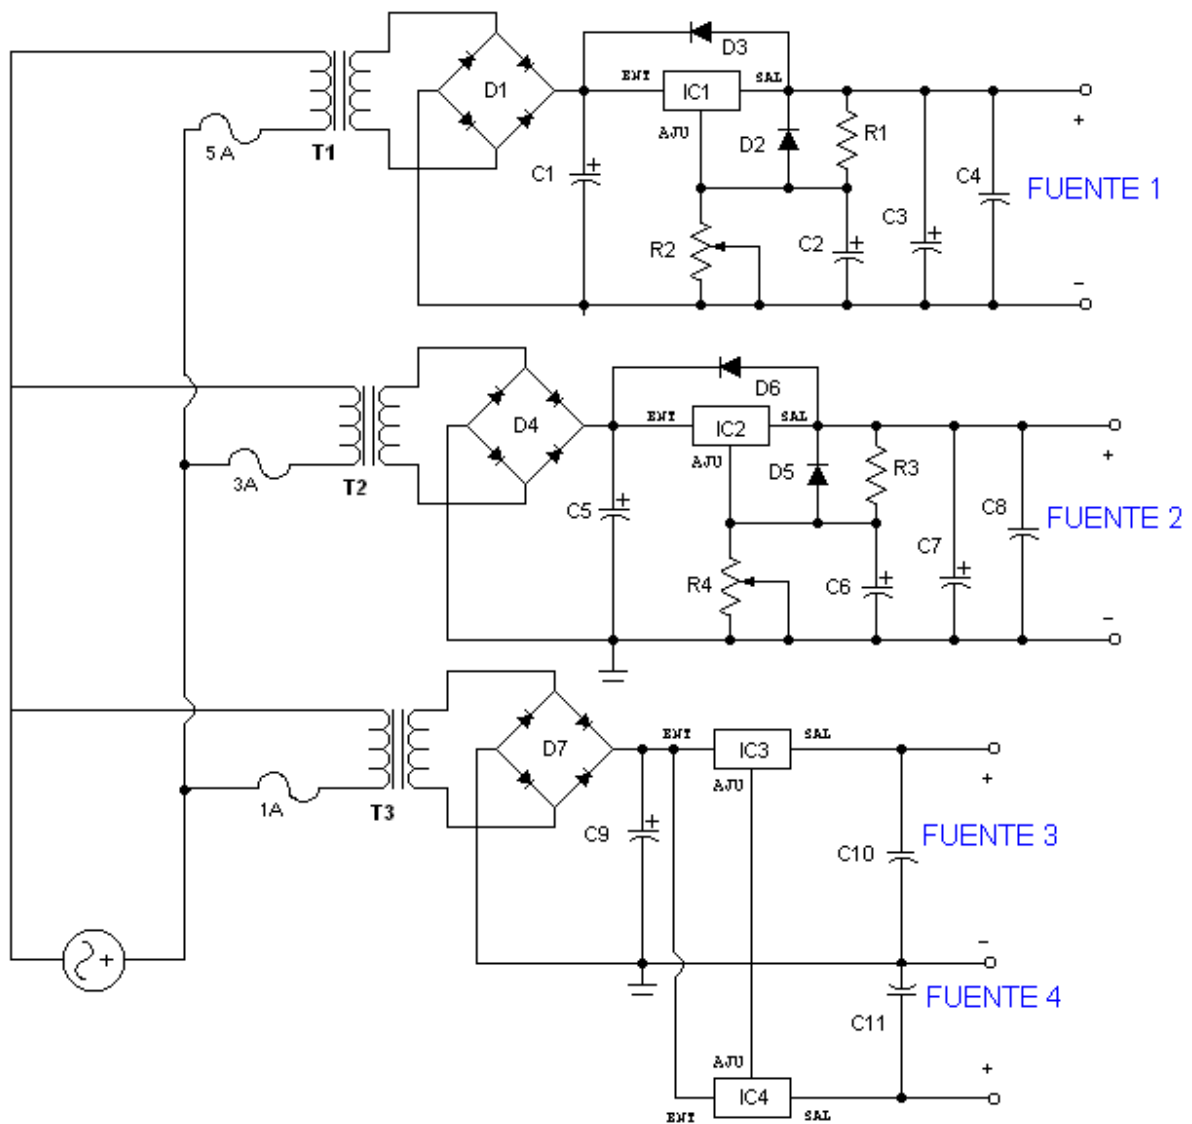 D3
D1
ENT
IC1
SAL
AJU
D2
R1
+
5 A
T1
C1
+
C4
FUENTE 1
R2
C2
+
C3
+
-
D6
D4
ENT
IC2
SAL
AJU
D5
R3
+
3A
T2
C5
+
C8
FUENTE 2
R4
C6
+
C7
+
-
D7
ENT
IC3
SAL
AJU
+
1A
T3
C9
+
FUENTE 3
C10
-
+
FUENTE 4
C11
AJU
+
IC4
ENT
SAL